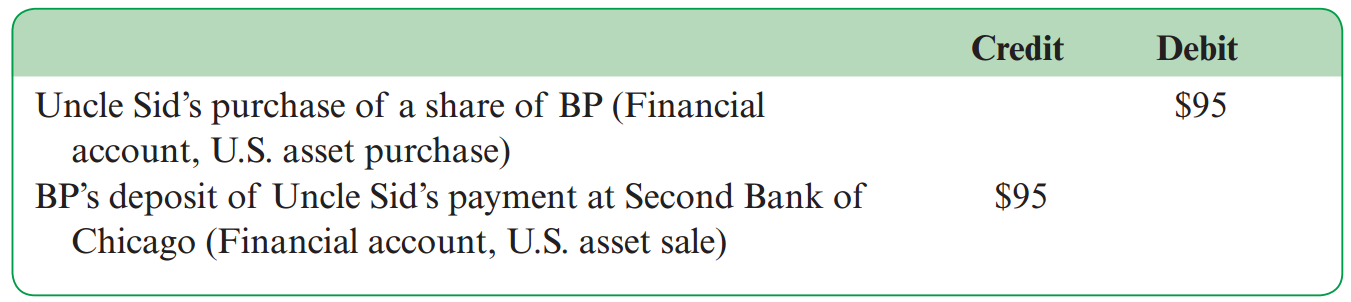 Credit Debit
Uncle Sid’s purchase of a share of BP (Financial $95
account, U.S. asset purchase)
BP’s deposit of Uncle Sid’s payment at Second Bank of $95
Chicago (Financial account, U.S. asset sale)